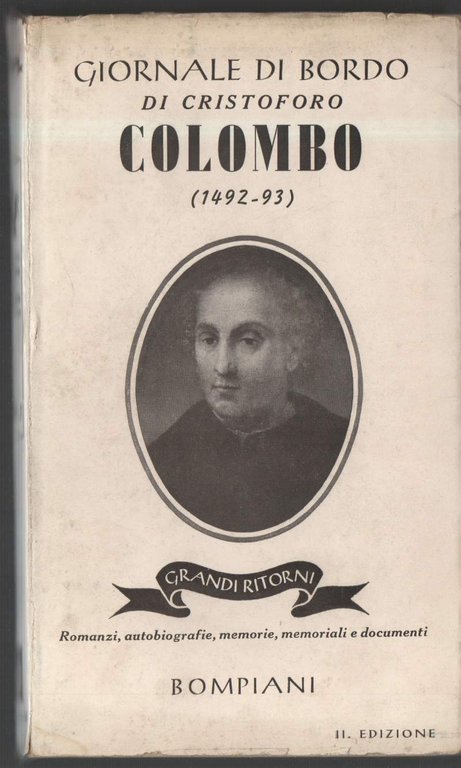 GIORNALE DI BORDO
DI CRISTOFORO
COLOMBO
(1492-93)
GRANDI RITORNI
Romanzi, autobiografie, memorie, memoriali e documenti
BOMPIANI
II. EDIZIONE